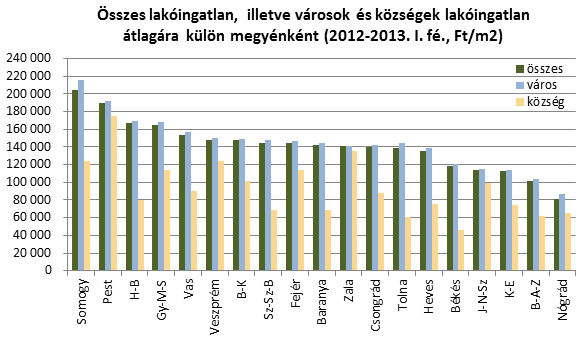 Összes lakóingatlan, illetve városok és községek lakóingatlan
átlagára külön megyénként (2012-2013. I. fé., Ft/m2)
240 000
220 000
200 000
180 000
160 000
140 000
120 000
100 000
80 000
60 000
40 000
20 000
0
összes
város
község
Somogy
Pest
H-B
Gy-M-S
Vas
Veszprém
B-K
Sz-Sz-B
Fejér
Baranya
Zala
Csongrád
Tolna
Heves
Békés
J-N-Sz
K-E
B-A-Z
Nógrád